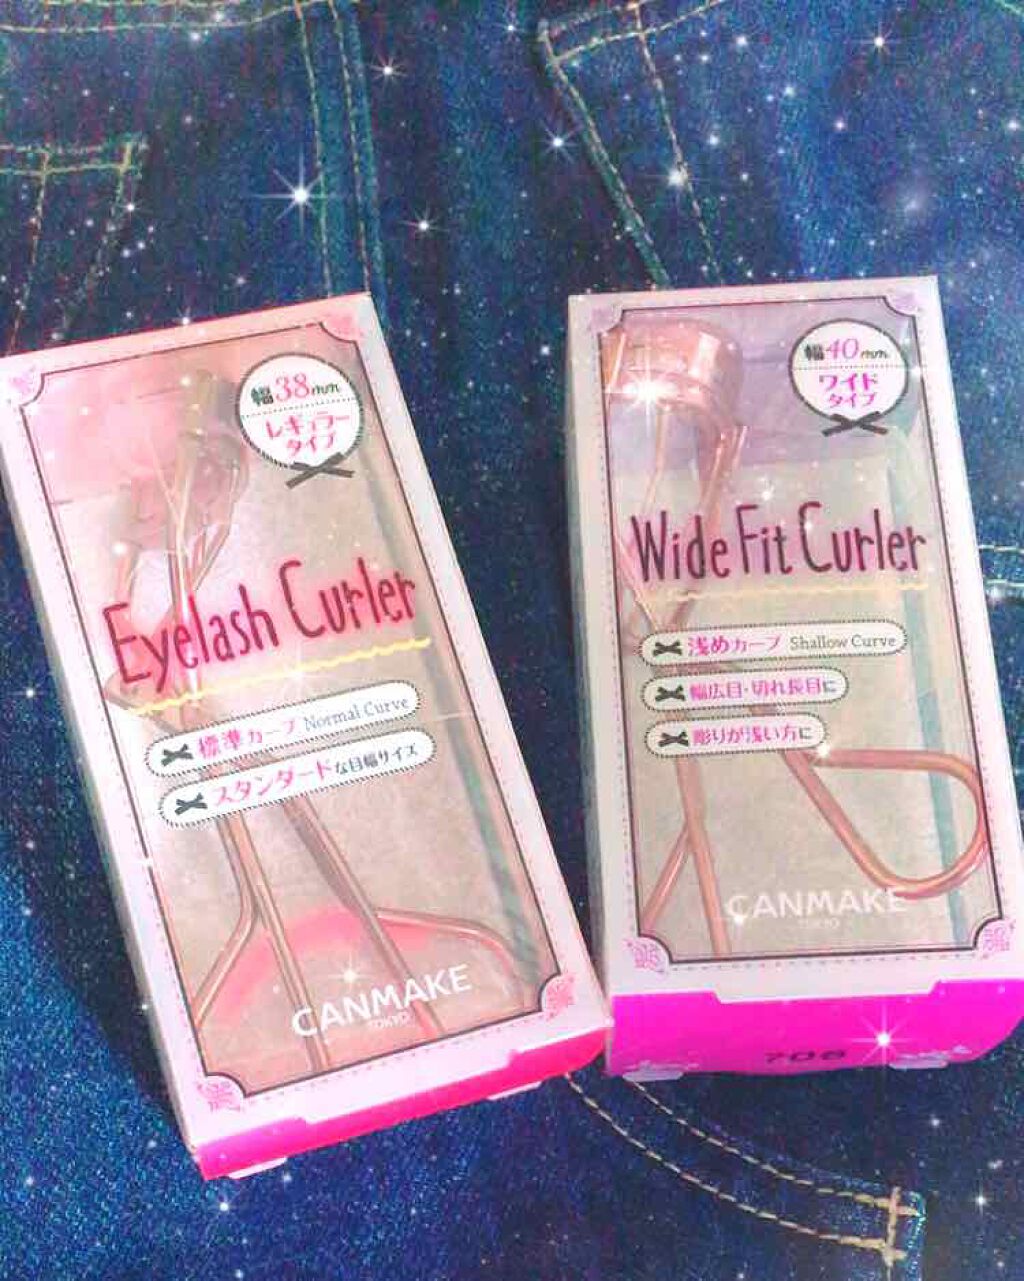 幅38mm
レギュラー
タイプ
Eyelash Curler
標準カーブ Normal Curve
スタンダードな目幅サイズ
CANMAKE
TOKYO
幅40mm
ワイド
タイプ
Wide Fit Curler
浅めカーブ Shallow Curve
幅広目・切れ長目に
彫りが浅い方に
CANMAKE
TOKYO